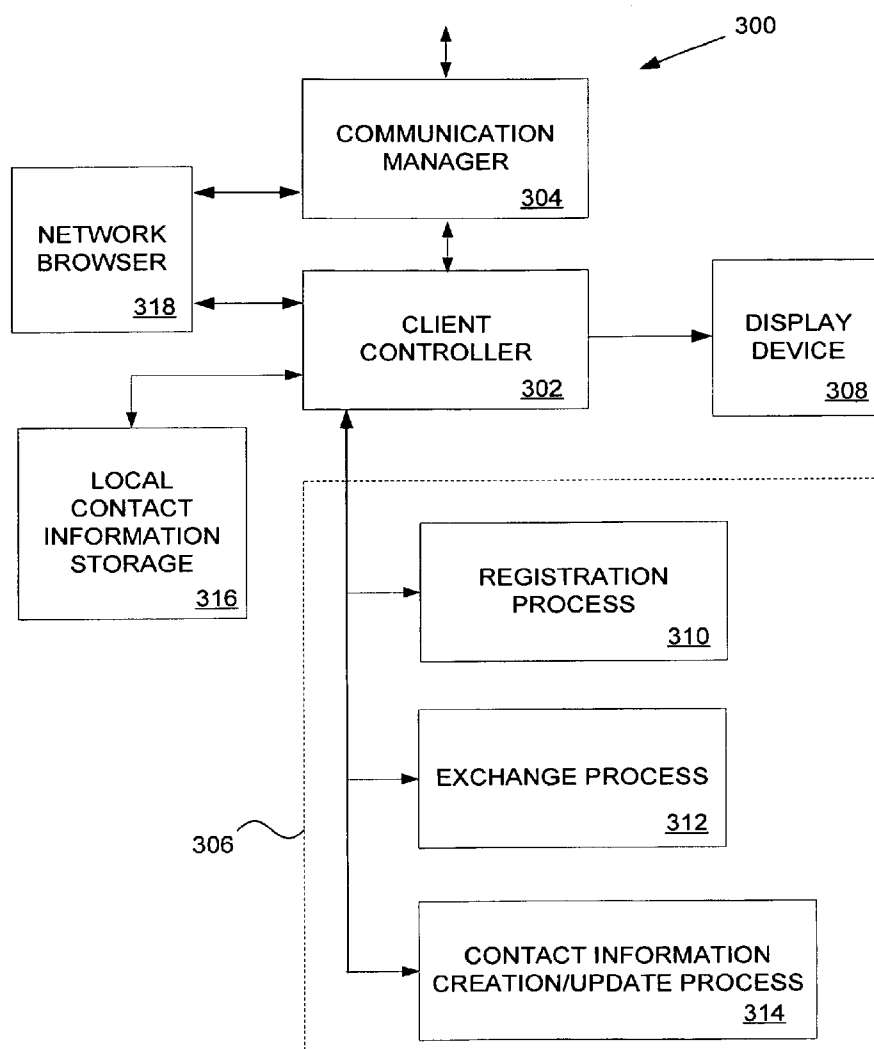 300
COMMUNICATION
MANAGER
304
NETWORK
BROWSER
318
CLIENT
CONTROLLER
302
DISPLAY
DEVICE
308
LOCAL
CONTACT
INFORMATION
STORAGE
316
REGISTRATION
PROCESS
310
EXCHANGE PROCESS
312
306
CONTACT INFORMATION
CREATION/UPDATE PROCESS
314